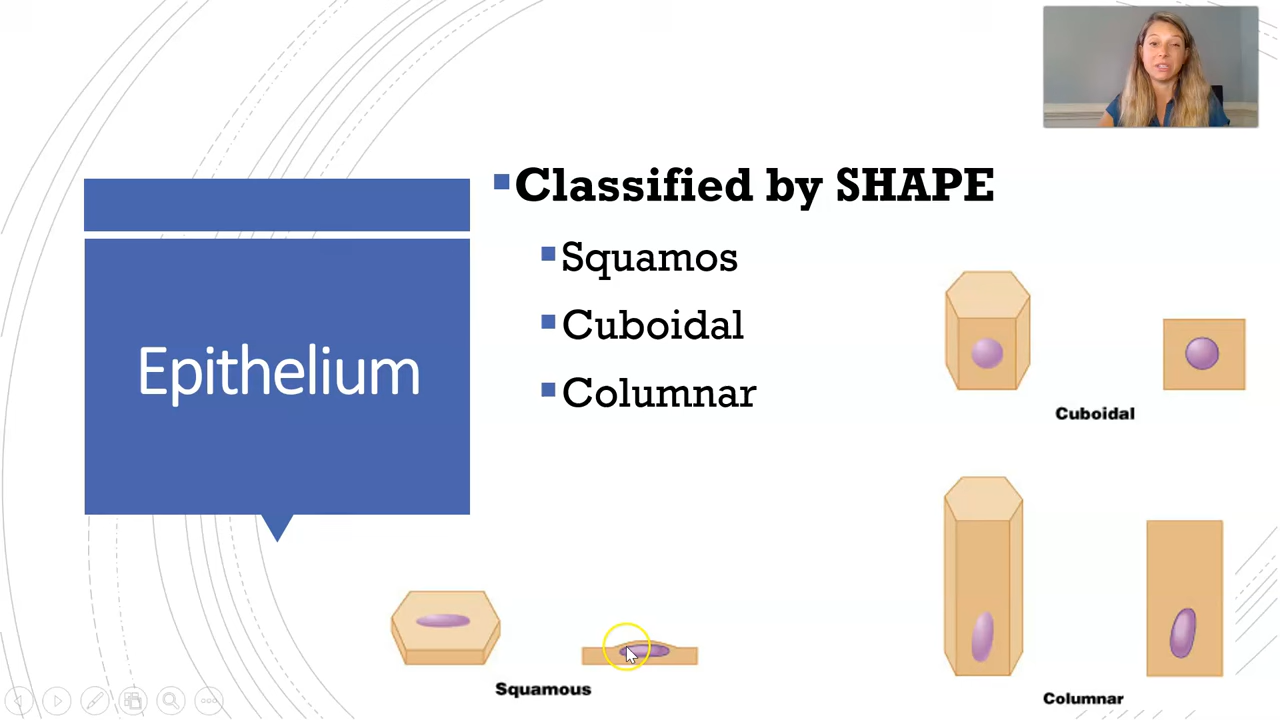 Classified by SHAPE
Squamos
Cuboidal
Columnar
Epithelium
Cuboidal
Squamous
Columnar